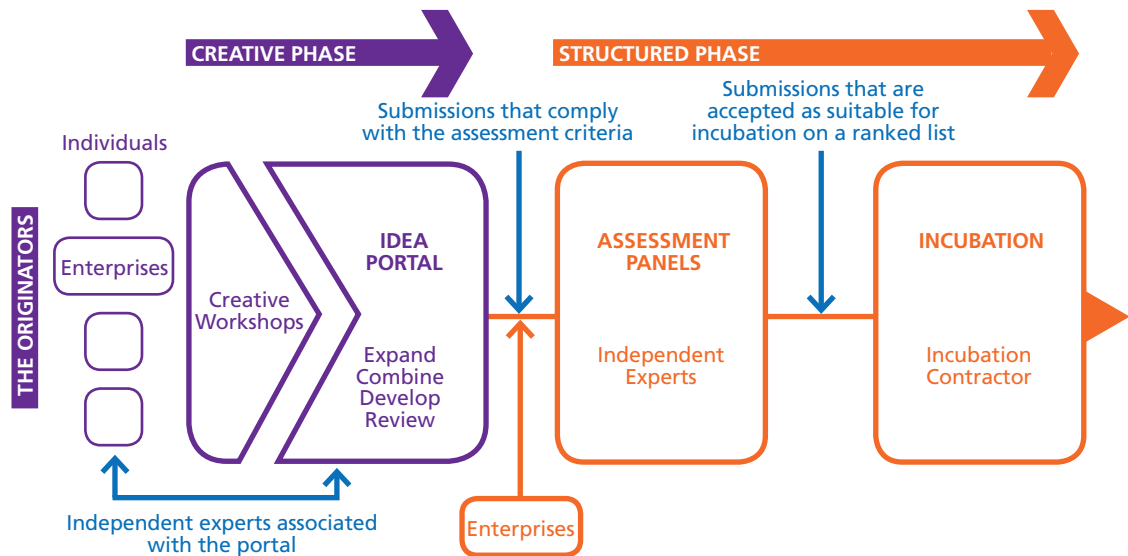 CREATIVE PHASE
STRUCTURED PHASE
Submissions that comply
with the assessment criteria
Submissions that are
accepted as suitable for
incubation on a ranked list
THE ORIGINATORS
Individuals
Enterprises
Creative
Workshops
IDEA
PORTAL
Expand
Combine
Develop
Review
ASSESSMENT
PANELS
Independent
Experts
INCUBATION
Incubation
Contractor
Independent experts associated
with the portal
Enterprises